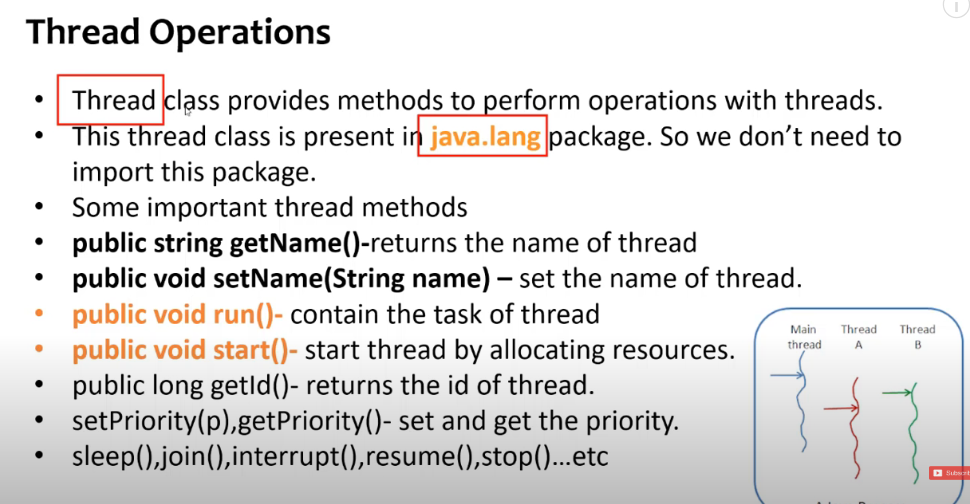 Thread Operations
• Thread class provides methods to perform operations with threads.
• This thread class is present in java.lang package. So we don’t need to
import this package.
• Some important thread methods
• public string getName()-returns the name of thread
• public void setName(String name) – set the name of thread.
• public void run()- contain the task of thread
• public void start()- start thread by allocating resources.
• public long getId()- returns the id of thread.
• setPriority(p),getPriority()- set and get the priority.
• sleep(),join(),interrupt(),resume(),stop()...etc
Main
thread
Thread
A
Thread
B